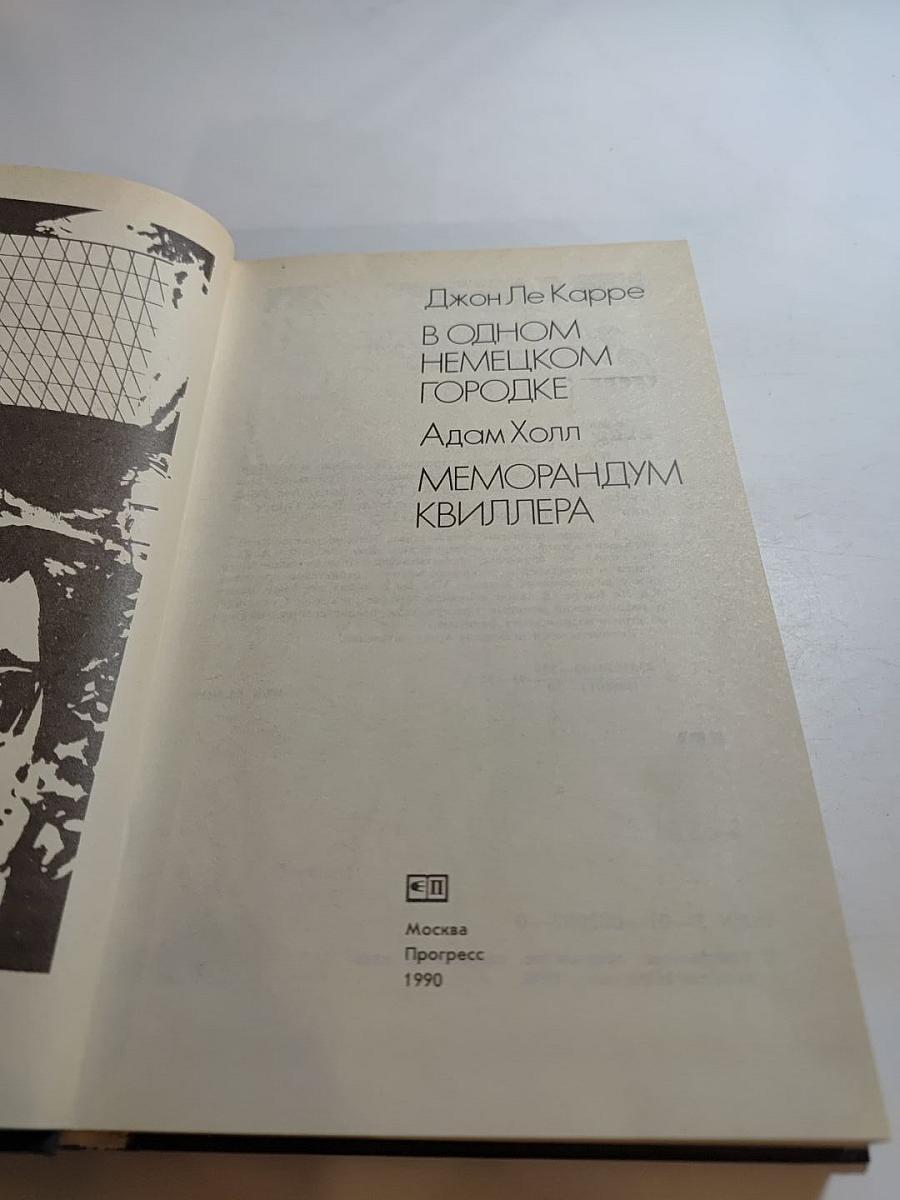 Джон Ле Карре
В ОДНОМ
НЕМЕЦКОМ
ГОРОДКЕ
Адам Холл
МЕМОРАНДУМ
КВИЛЛЕРА
Москва
Прогресс
1990